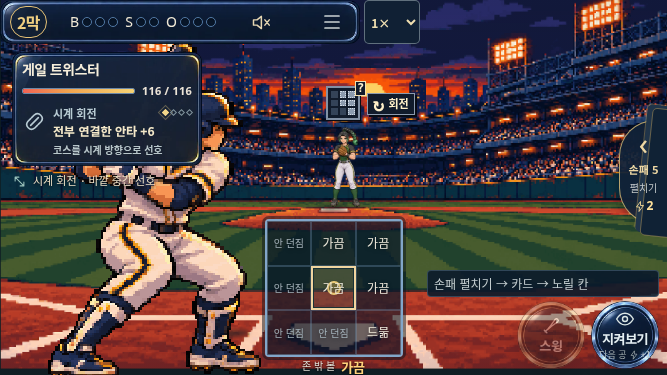 2막 B S O 1×
게일 트위스터
116 / 116
시계 회전
전부 연결한 안타 +6
코스를 시계 방향으로 선호
시계 회전 · 바깥 중간 선호
?
↻ 회전
손패 5
펼치기
2
안 던짐 가끔 가끔
안 던짐 가끔 가끔
안 던짐 안 던짐 드묾
존 밖 볼 가끔
손패 펼치기 → 카드 → 노릴 칸
스윙
지켜보기